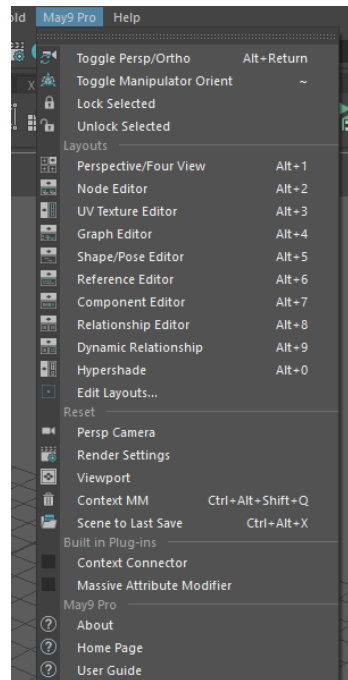 old May9 Pro Help
X
Toggle Persp/Ortho Alt+Return
Toggle Manipulator Orient ~
Lock Selected
Unlock Selected
Layouts
Perspective/Four View Alt+1
Node Editor Alt+2
UV Texture Editor Alt+3
Graph Editor Alt+4
Shape/Pose Editor Alt+5
Reference Editor Alt+6
Component Editor Alt+7
Relationship Editor Alt+8
Dynamic Relationship Alt+9
Hypershade Alt+0
Edit Layouts...
Reset
Persp Camera
Render Settings
Viewport
Context MM Ctrl+Alt+Shift+Q
Scene to Last Save Ctrl+Alt+X
Built in Plug-ins
Context Connector
Massive Attribute Modifier
May9 Pro
? About
? Home Page
? User Guide